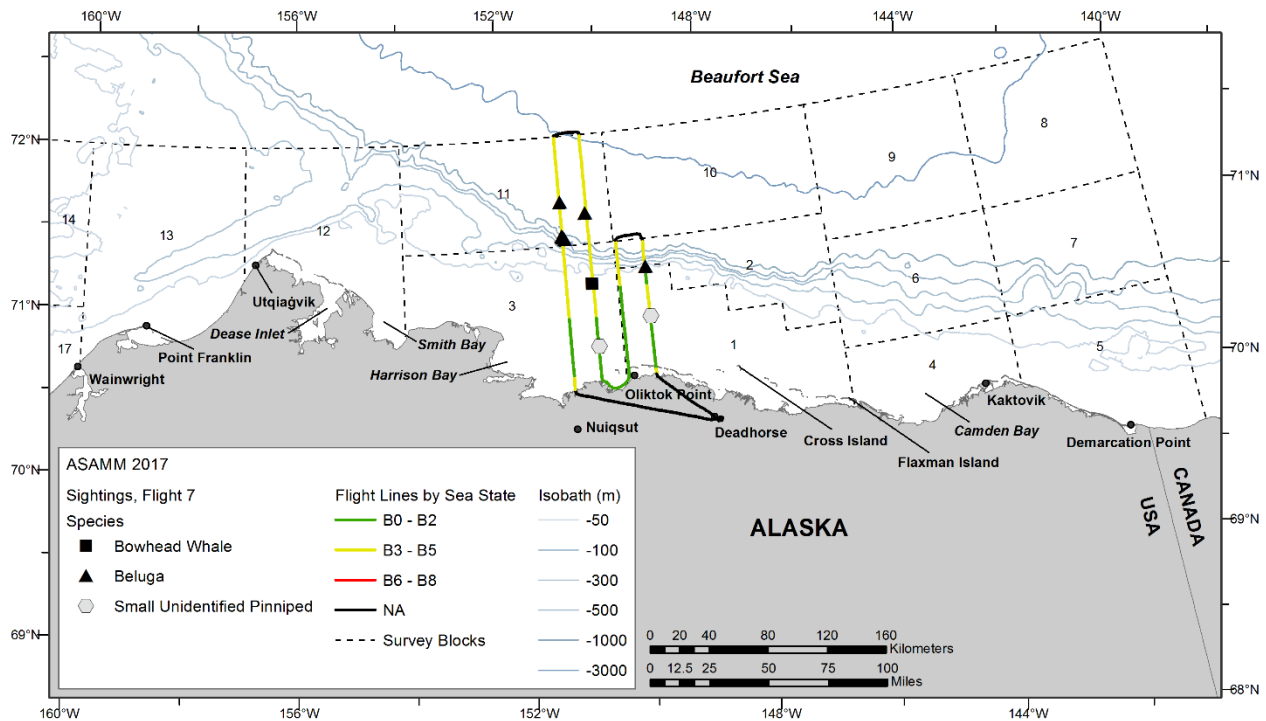 160°W
156°W
152°W
148°W
144°W
140°W
Beaufort Sea
72°N
71°N
70°N
69°N
71°N
70°N
69°N
68°N
8
9
10
11
14
13
12
7
2
6
3
17
1
5
4
Utqiaġvik
Dease Inlet
Smith Bay
Point Franklin
Harrison Bay
Wainwright
Oliktok Point
Kaktovik
Nuiqsut
Deadhorse
Camden Bay
Cross Island
Demarcation Point
Flaxman Island
ALASKA
USA
CANADA
ASAMM 2017
Sightings, Flight 7
Species
Bowhead Whale
Beluga
Small Unidentified Pinniped
Flight Lines by Sea State
B0 - B2
B3 - B5
B6 - B8
NA
Survey Blocks
Isobath (m)
-50
-100
-300
-500
-1000
-3000
0 20 40 80 120 160
Kilometers
0 12.5 25 50 75 100
Miles
160°W
156°W
152°W
148°W
144°W